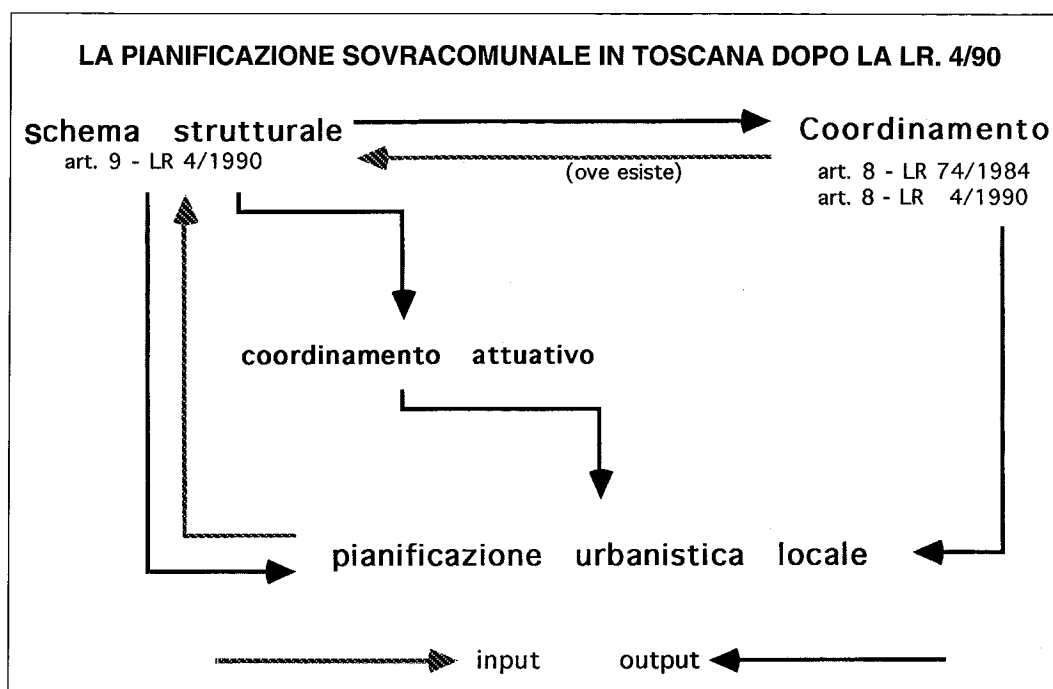 LA PIANIFICAZIONE SOVRACOMUNALE IN TOSCANA DOPO LA LR. 4/90
schema strutturale
art. 9 - LR 4/1990
(ove esiste)
Coordinamento
art. 8 - LR 74/1984
art. 8 - LR 4/1990
coordinamento attuativo
pianificazione urbanistica locale
input output